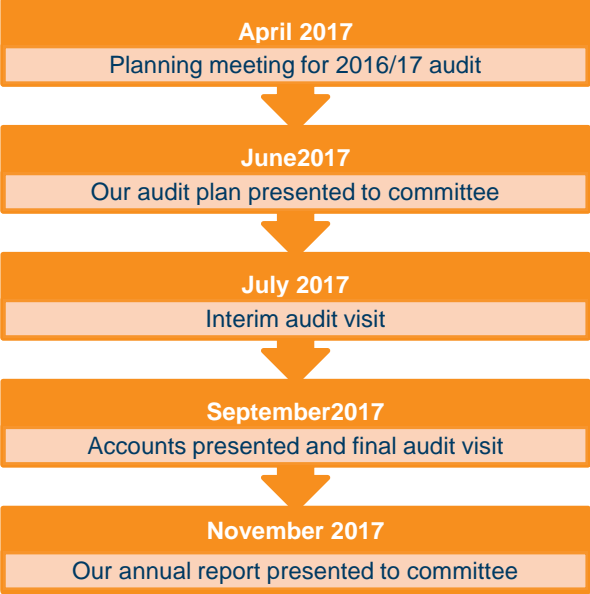 April 2017
Planning meeting for 2016/17 audit
June2017
Our audit plan presented to committee
July 2017
Interim audit visit
September2017
Accounts presented and final audit visit
November 2017
Our annual report presented to committee